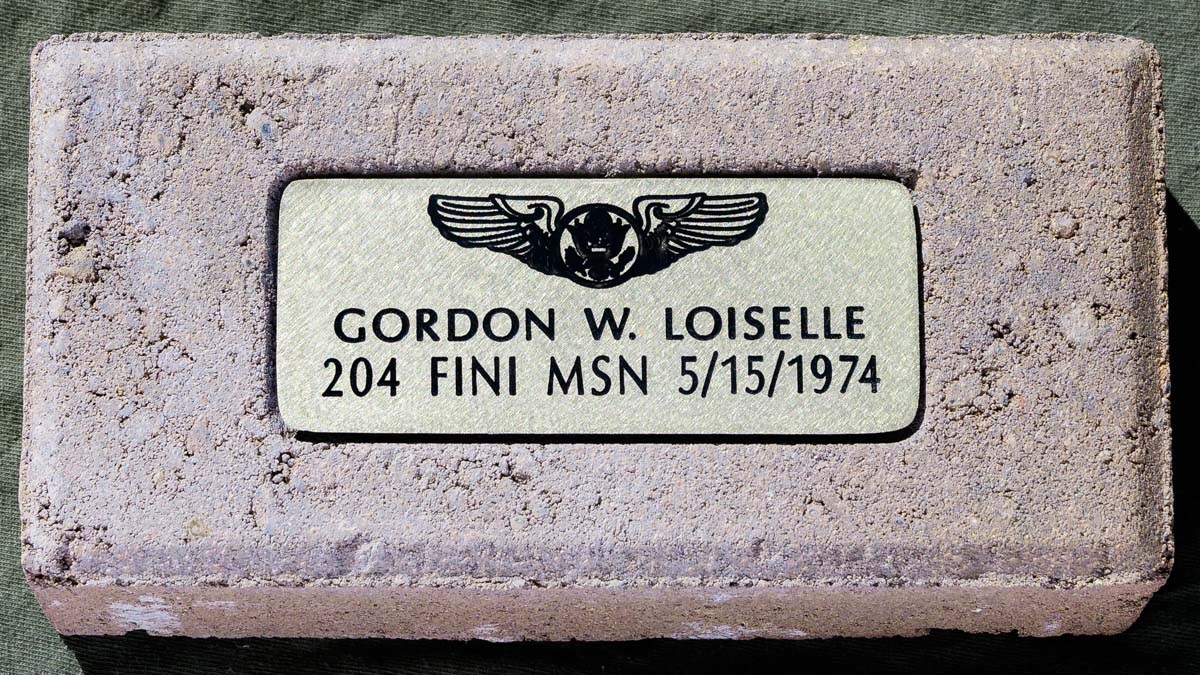 GORDON W. LOISELLE
204 FINI MSN 5/15/1974